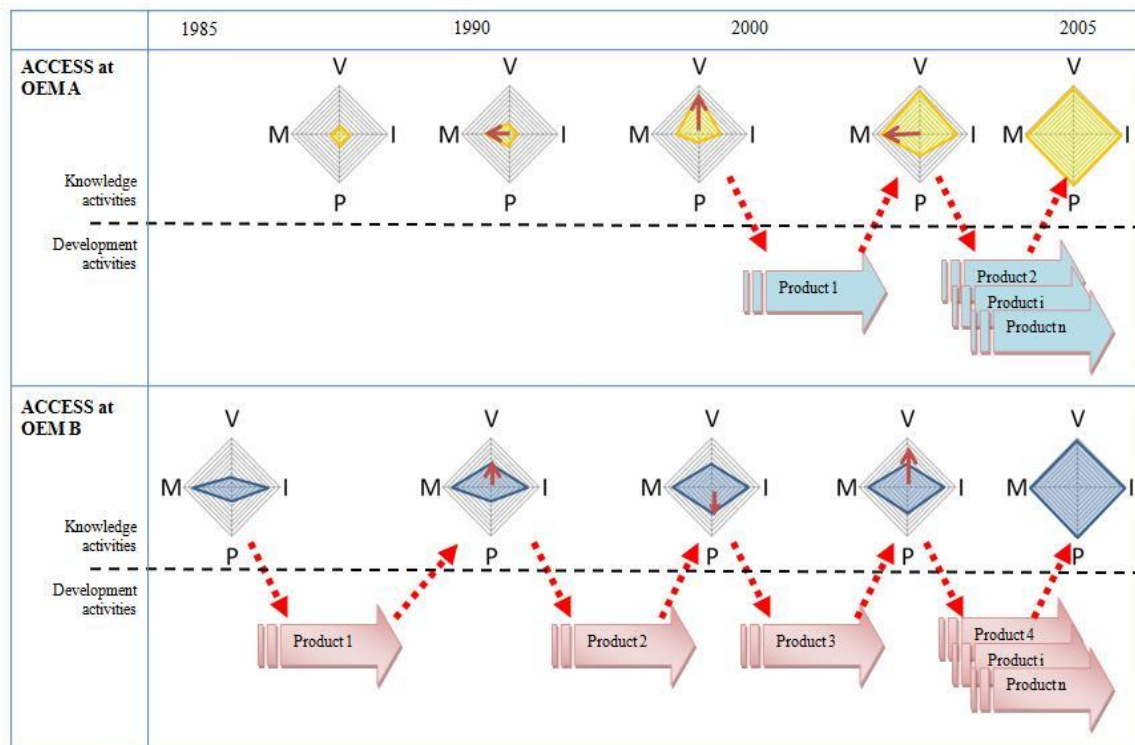 1985 1990 2000 2005
ACCESS at
OEM A
V V V V V
M I M I M I M I M I
P P P P P
Knowledge
activities
Development
activities
Product 1
Product 2
Product i
Product n
ACCESS at
OEM B
V V V V V
M I M I M I M I M I
P P P P P
Knowledge
activities
Development
activities
Product 1
Product 2
Product 3
Product 4
Product i
Product n